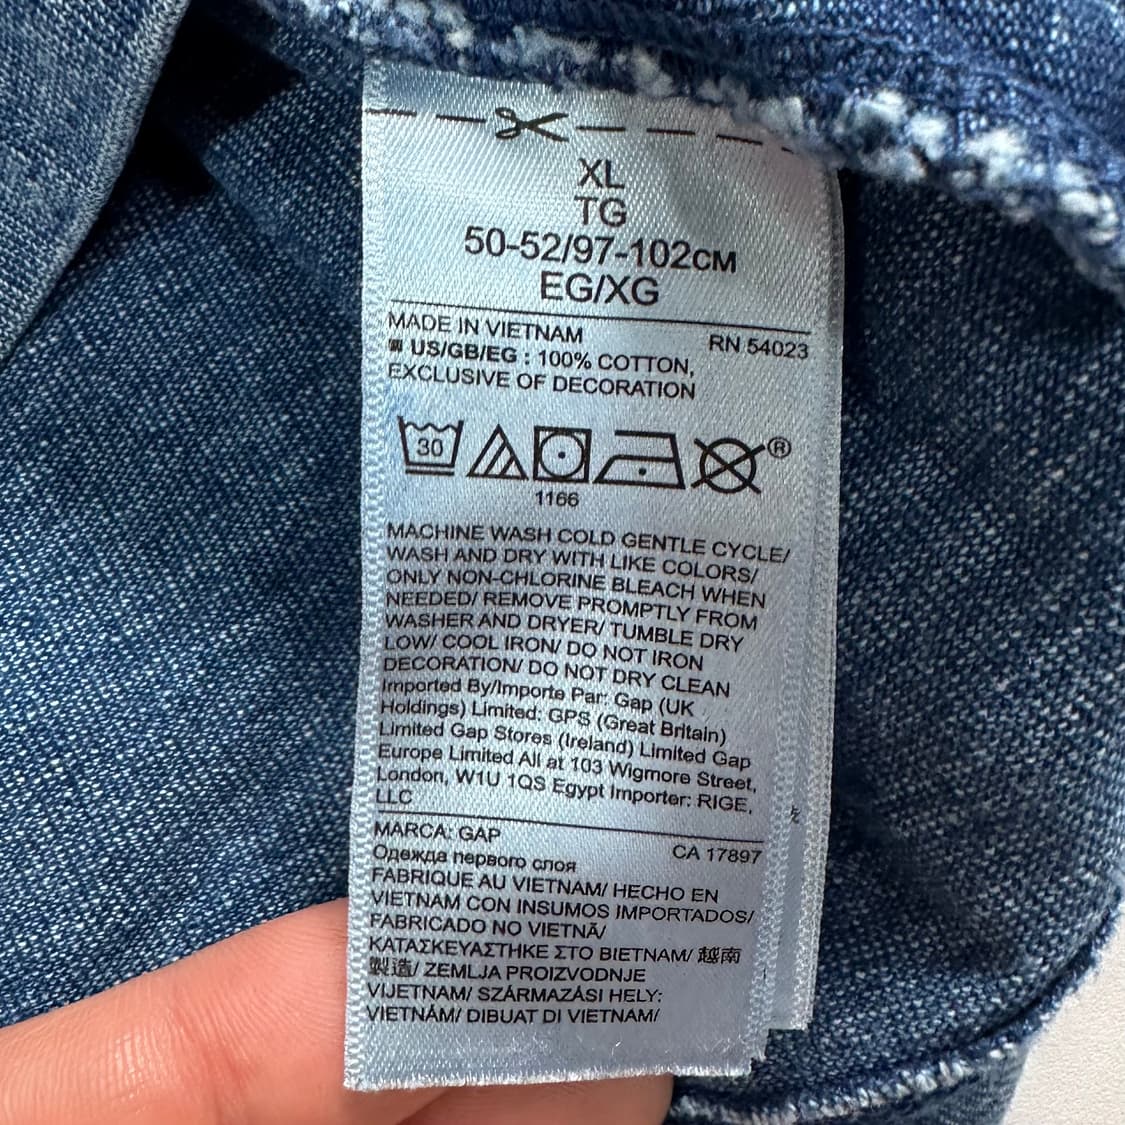 XL
TG
50-52/97-102CM
EG/XG
MADE IN VIETNAM RN 54023
US/GB/EG : 100% COTTON,
EXCLUSIVE OF DECORATION
30
®
1166
MACHINE WASH COLD GENTLE CYCLE/
WASH AND DRY WITH LIKE COLORS/
ONLY NON-CHLORINE BLEACH WHEN
NEEDED/ REMOVE PROMPTLY FROM
WASHER AND DRYER/ TUMBLE DRY
LOW/ COOL IRON/ DO NOT IRON
DECORATION/ DO NOT DRY CLEAN
Imported By/Importe Par: Gap (UK
Holdings) Limited: GPS (Great Britain)
Limited Gap Stores (Ireland) Limited Gap
Europe Limited All at 103 Wigmore Street,
London, W1U 1QS Egypt Importer: RIGE,
LLC
MARCA: GAP CA 17897
Одежда первого слоя
FABRIQUE AU VIETNAM/ HECHO EN
VIETNAM CON INSUMOS IMPORTADOS/
FABRICADO NO VIETNÃ/
ΚΑΤΑΣΚΕΥΑΣΤΗΚΕ ΣΤΟ ΒΙΕΤΝΑΜ/ 越南
製造/ ZEMLJA PROIZVODNJE
VIJETNAM/ SZÁRMAZÁSI HELY:
VIETNÁM/ DIBUAT DI VIETNAM/